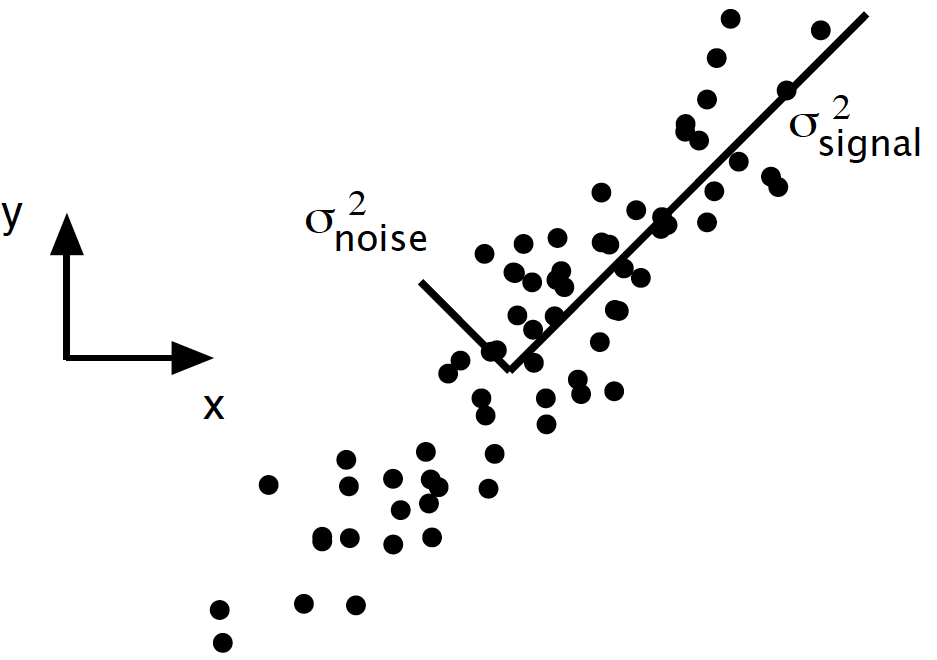 σ²signal
σ²noise
y
x